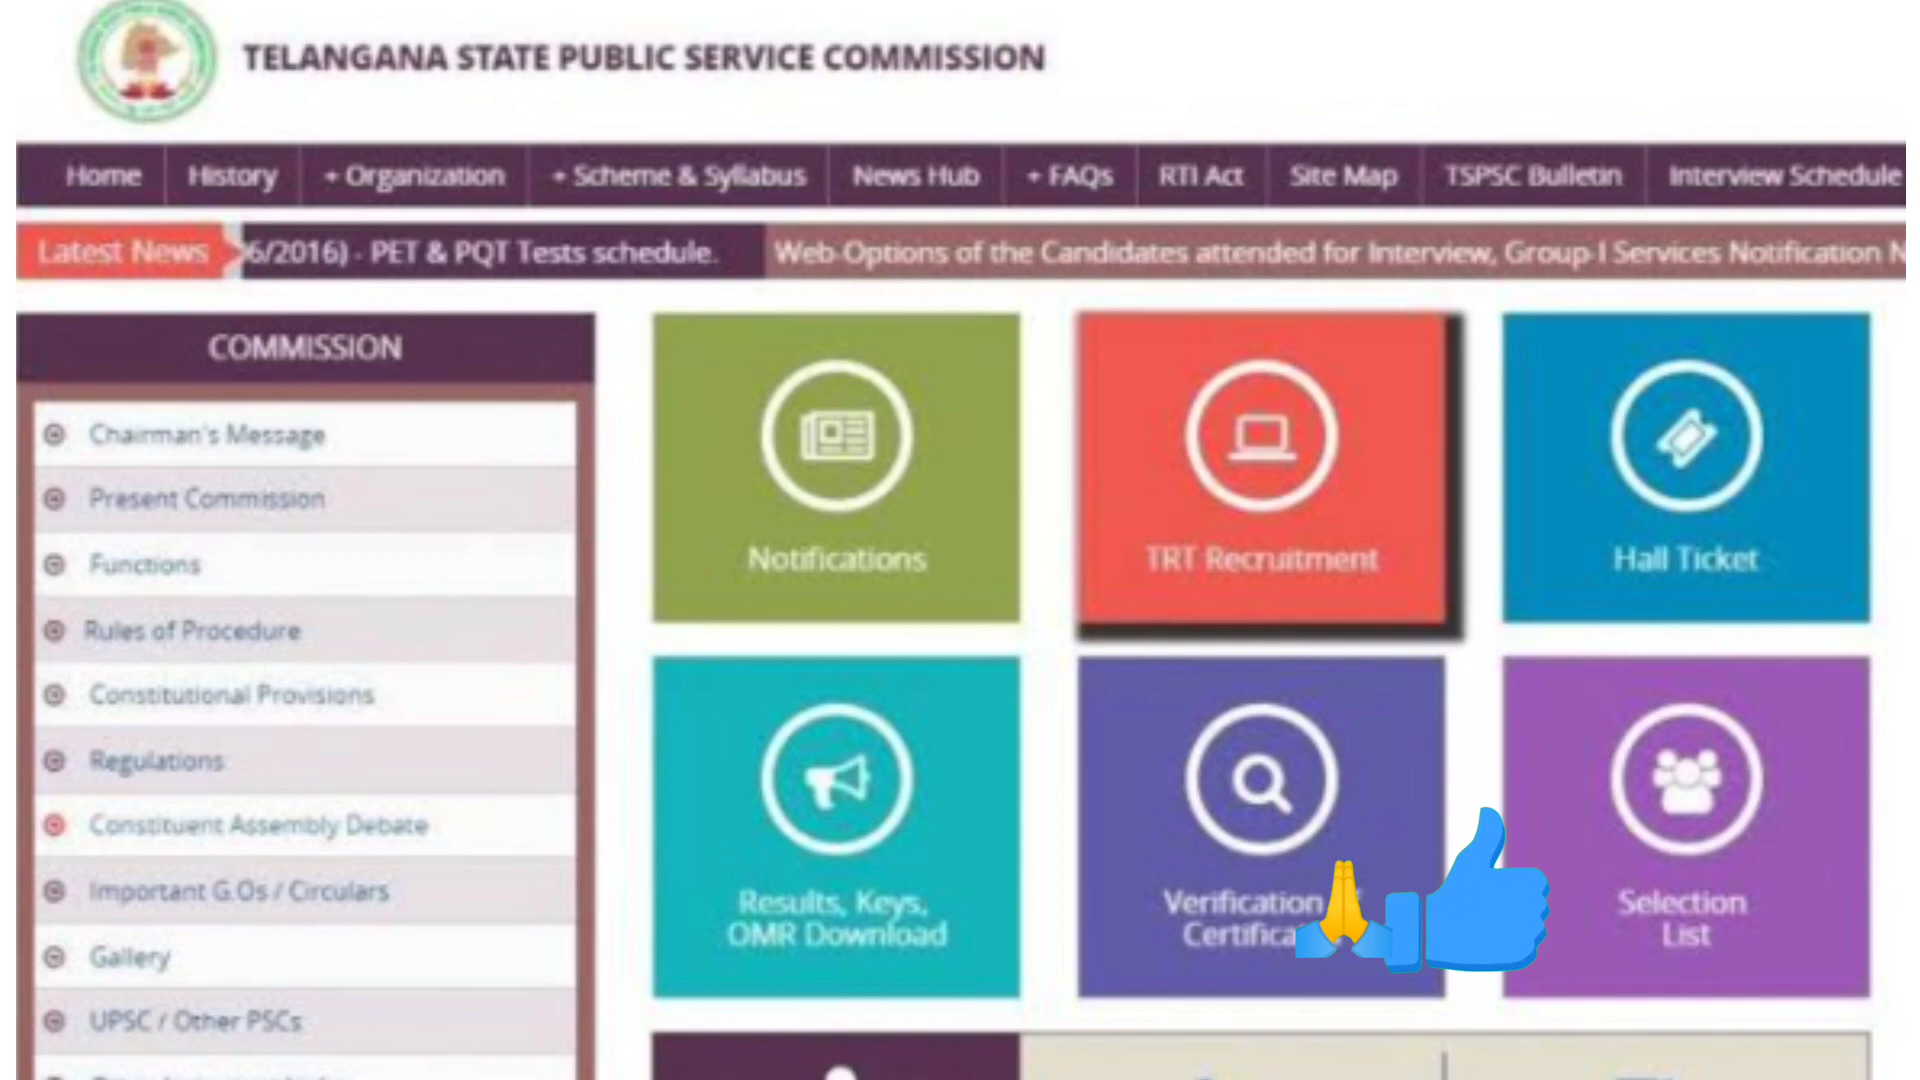 TELANGANA STATE PUBLIC SERVICE COMMISSION
Home History + Organization + Scheme & Syllabus News Hub + FAQs RTI Act Site Map TSPSC Bulletin Interview Schedule
Latest News 6/2016) - PET & PQT Tests schedule. Web-Options of the Candidates attended for Interview, Group-I Services Notification N
COMMISSION
Chairman's Message
Present Commission
Functions
Rules of Procedure
Constitutional Provisions
Regulations
Constituent Assembly Debate
Important G.Os / Circulars
Gallery
UPSC / Other PSCs
Notifications
TRT Recruitment
Hall Ticket
Results, Keys,
OMR Download
Verification
Certifica
Selection
List